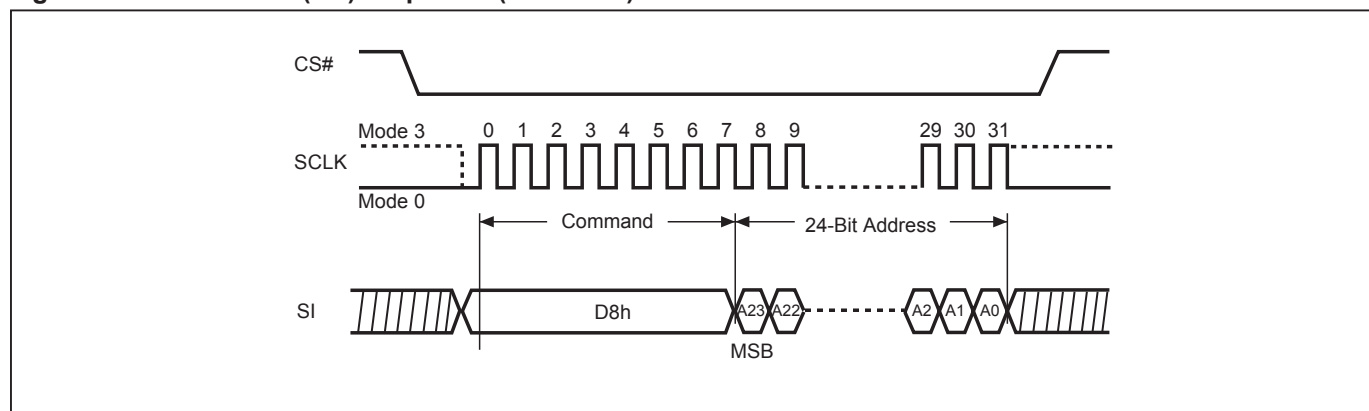 CS#
Mode 3
0 1 2 3 4 5 6 7 8 9 29 30 31
SCLK
Mode 0
Command
24-Bit Address
SI
D8h
A23 A22 A2 A1 A0
MSB